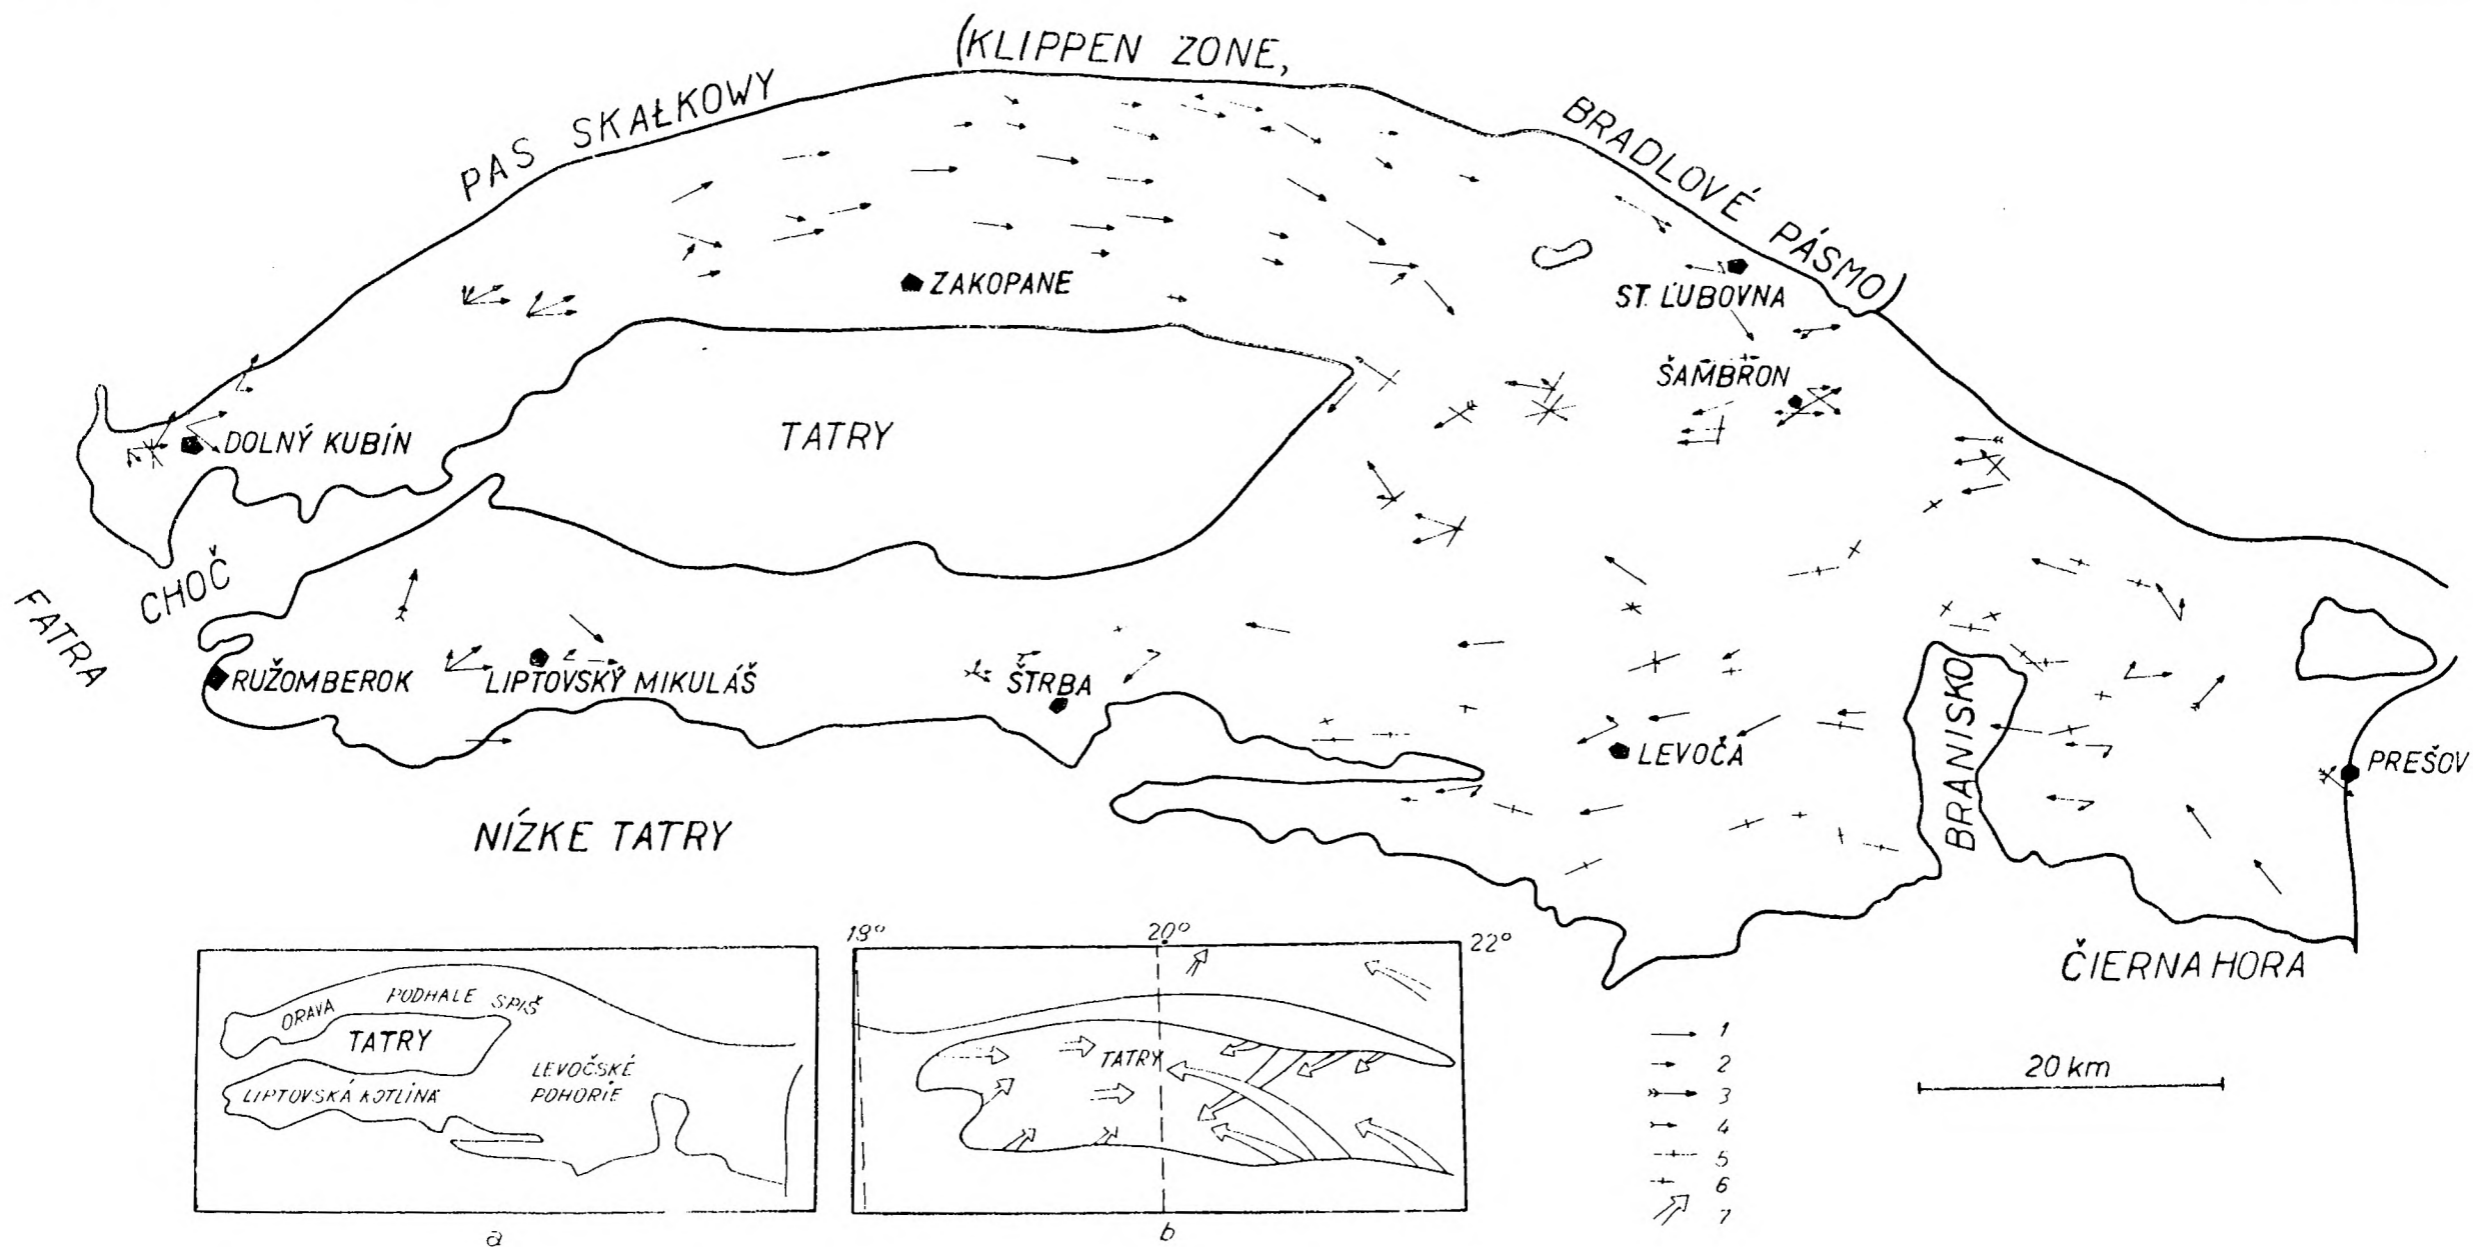 (KLIPPEN ZONE,
PAS SKAŁKOWY
BRADLOVÉ PÁSMO)
ZAKOPANE
ST. ĽUBOVNA
ŠAMBRON
DOLNÝ KUBÍN
TATRY
CHOČ
FATRA
RUŽOMBEROK
LIPTOVSKÝ MIKULÁŠ
ŠTRBA
LEVOČA
BRANISKO
PREŠOV
NÍZKE TATRY
ČIERNA HORA
ORAVA
PODHALE SPIŠ
TATRY
LIPTOVSKÁ KOTLINA
LEVOČSKÉ
POHORIE
a
18°
20°
22°
TATRY
b
1
2
3
4
5
6
7
20 km